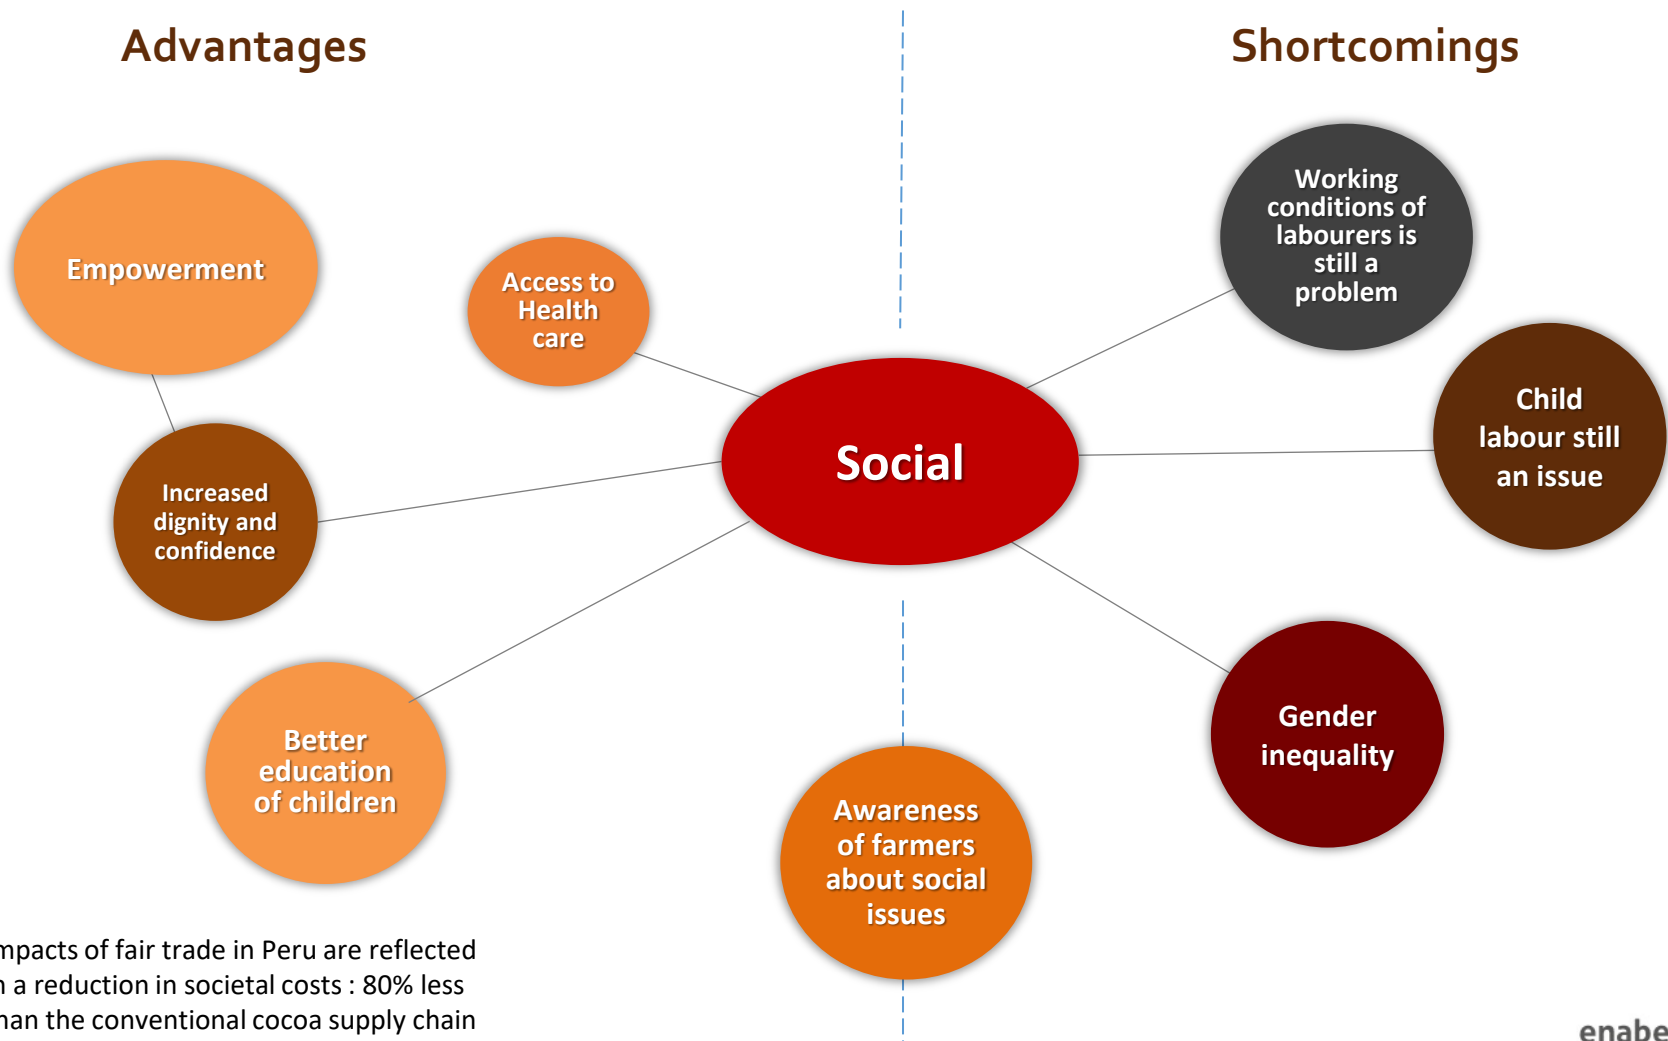 Advantages
Shortcomings
Empowerment
Access to
Health
care
Working
conditions of
labourers is
still a
problem
Social
Child
labour still
an issue
Increased
dignity and
confidence
Better
education
of children
Gender
inequality
Awareness
of farmers
about social
issues
mpacts of fair trade in Peru are reflected
n a reduction in societal costs : 80% less
han the conventional cocoa supply chain
enabe